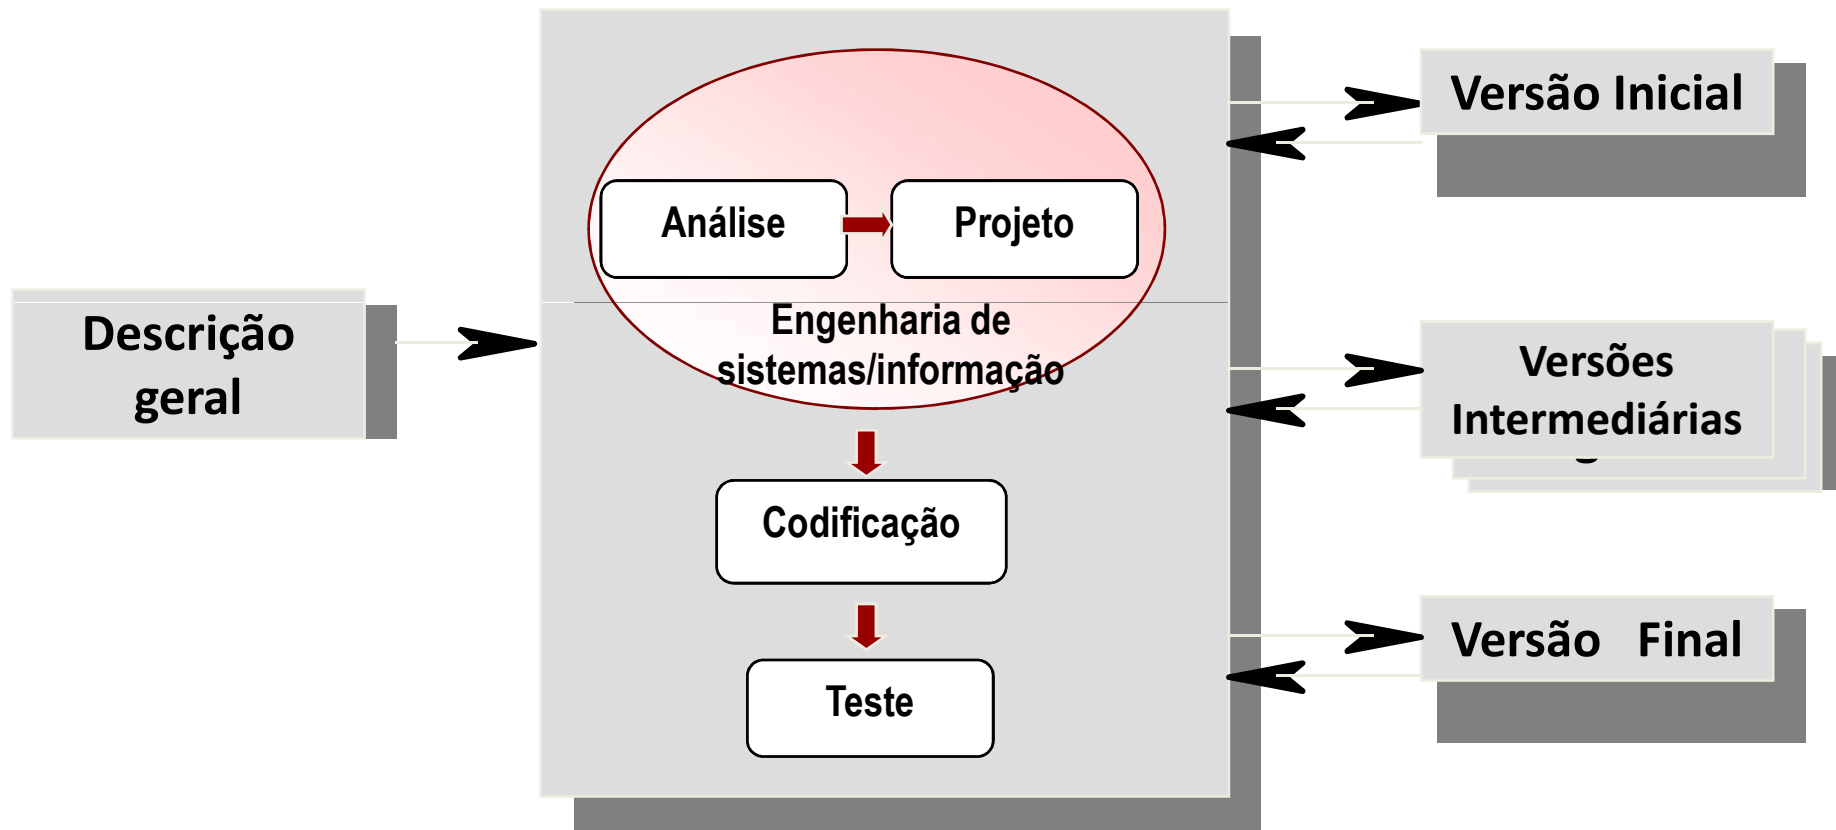 Descrição
geral
Análise
Projeto
Engenharia de
sistemas/informação
Codificação
Teste
Versão Inicial
Versões
Intermediárias
Versão Final